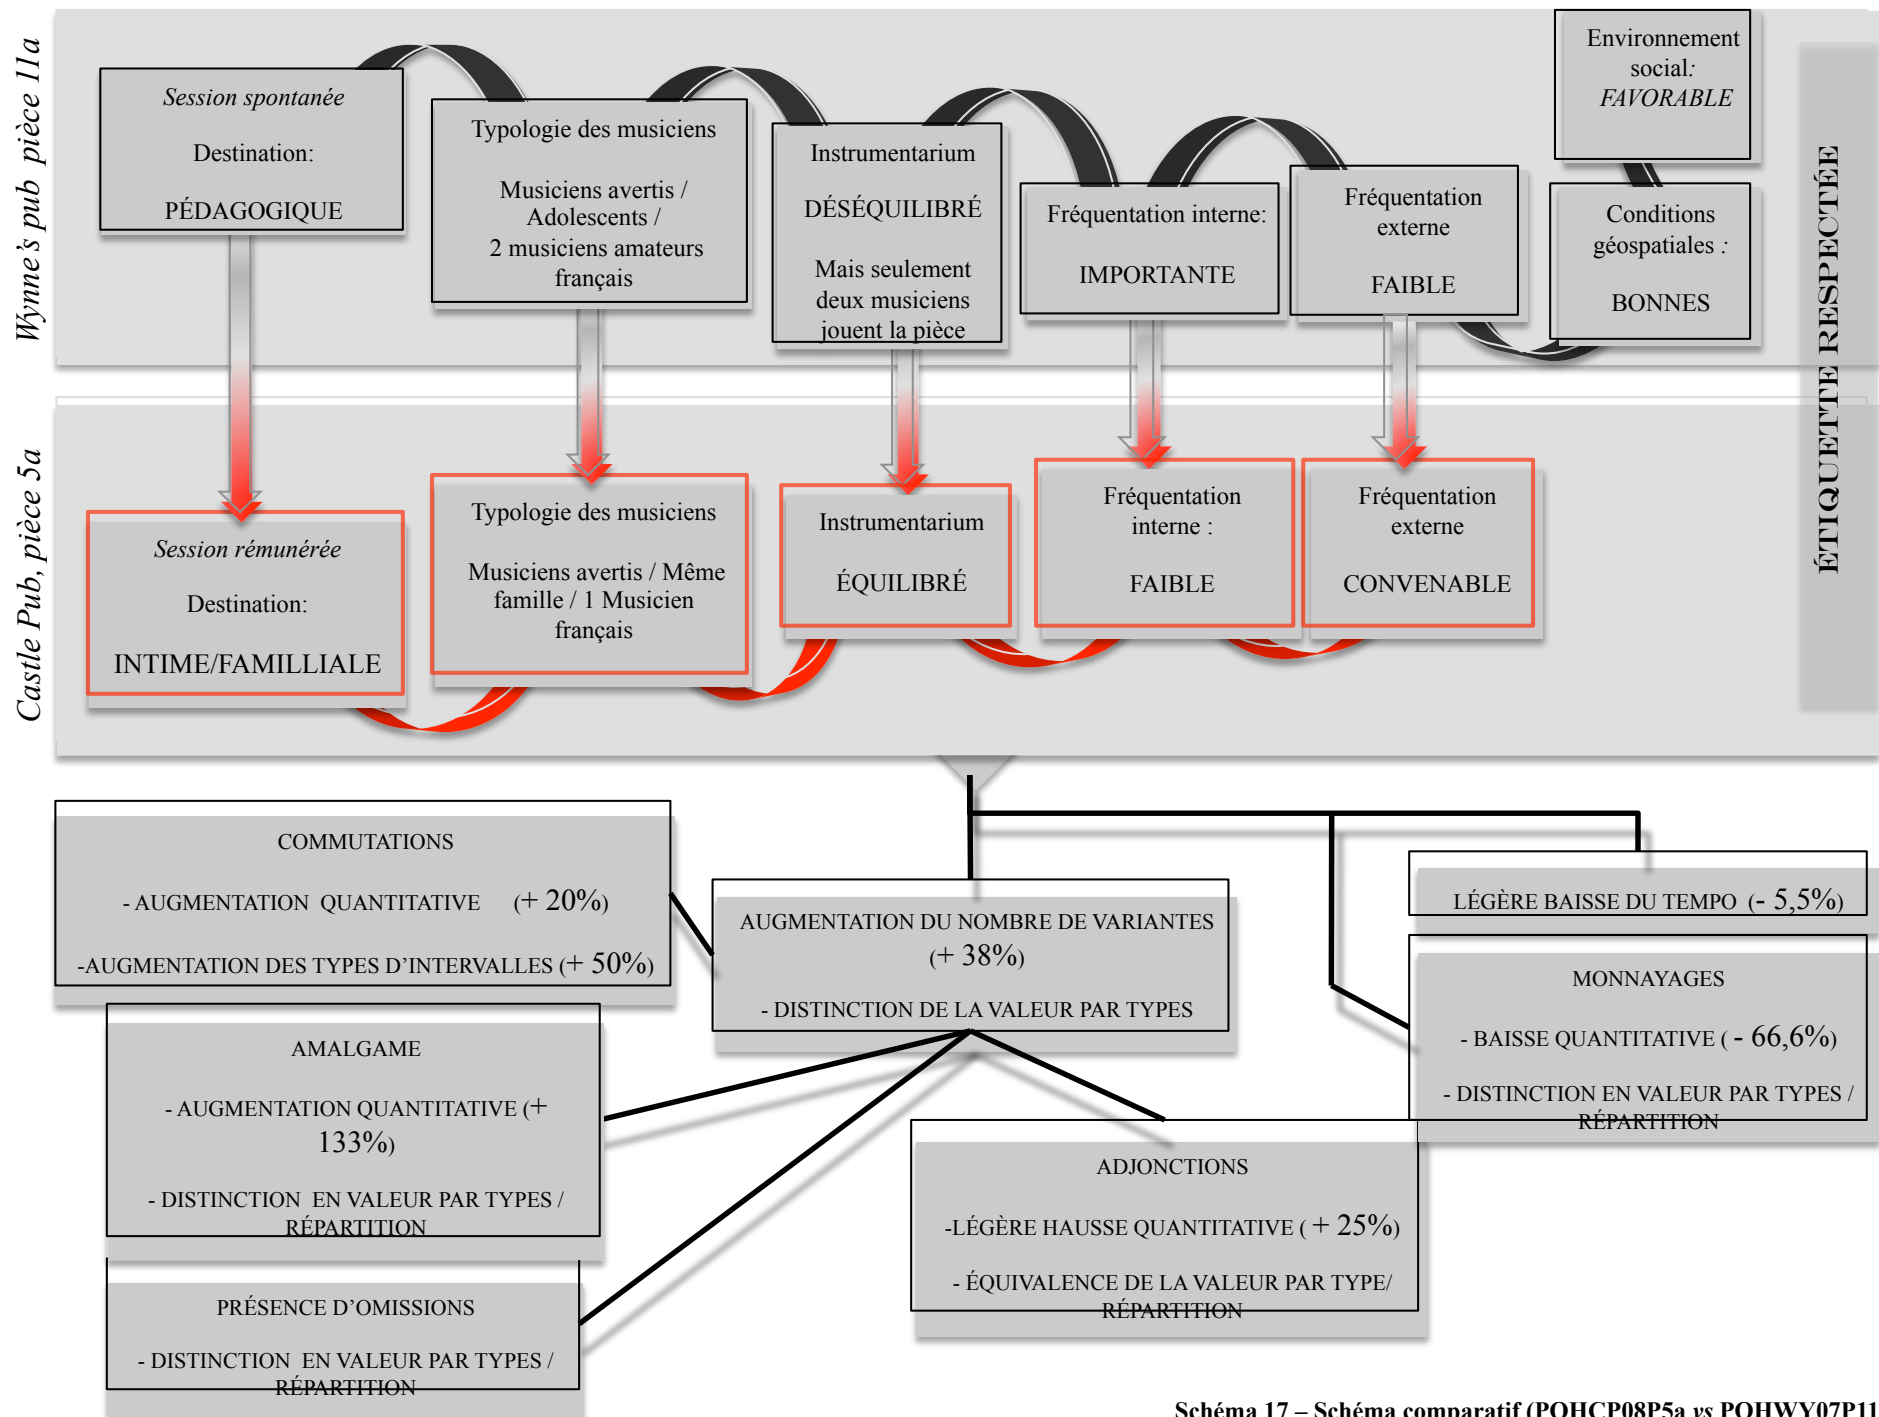 Wynne's pub pièce 11a
Session spontanée
Destination:
PÉDAGOGIQUE
Typologie des musiciens
Musiciens avertis /
Adolescents /
2 musiciens amateurs
français
Instrumentarium
DÉSÉQUILIBRÉ
Mais seulement
deux musiciens
jouent la pièce
Fréquentation interne:
IMPORTANTE
Fréquentation
externe
FAIBLE
Environnement
social:
FAVORABLE
Conditions
géospatiales :
BONNES
ÉTIQUETTE RESPECTÉE
Castle Pub, pièce 5a
Session rémunérée
Destination:
INTIME/FAMILLIALE
Typologie des musiciens
Musiciens avertis / Même
famille / 1 Musicien
français
Instrumentarium
ÉQUILIBRÉ
Fréquentation
interne :
FAIBLE
Fréquentation
externe
CONVENABLE
COMMUTATIONS
- AUGMENTATION QUANTITATIVE (+ 20%)
-AUGMENTATION DES TYPES D'INTERVALLES (+ 50%)
AUGMENTATION DU NOMBRE DE VARIANTES
(+ 38%)
- DISTINCTION DE LA VALEUR PAR TYPES
LÉGÈRE BAISSE DU TEMPO (- 5,5%)
MONNAYAGES
- BAISSE QUANTITATIVE ( - 66,6%)
- DISTINCTION EN VALEUR PAR TYPES /
RÉPARTITION
AMALGAME
- AUGMENTATION QUANTITATIVE (+
133%)
- DISTINCTION EN VALEUR PAR TYPES /
RÉPARTITION
ADJONCTIONS
-LÉGÈRE HAUSSE QUANTITATIVE ( + 25%)
- ÉQUIVALENCE DE LA VALEUR PAR TYPE/
RÉPARTITION
PRÉSENCE D'OMISSIONS
- DISTINCTION EN VALEUR PAR TYPES /
RÉPARTITION
Schéma 17 – Schéma comparatif (POHCP08P5a vs POHWY07P11